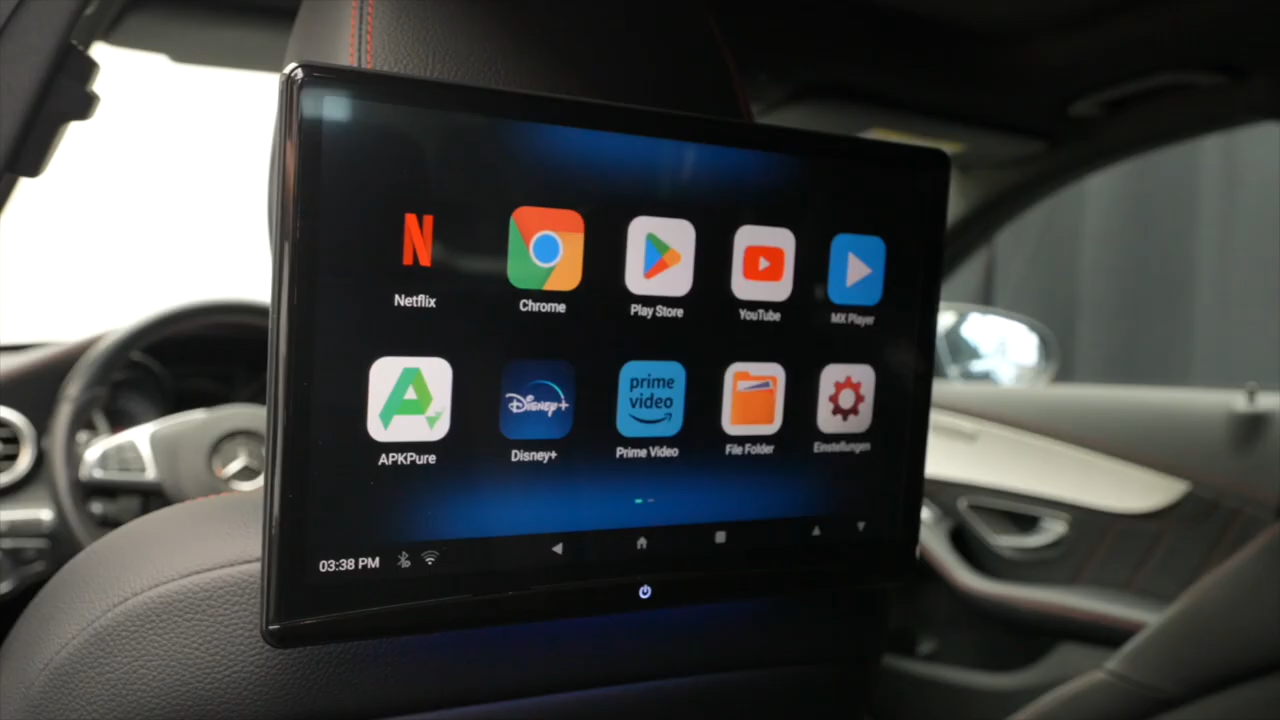 Netflix
Chrome
Play Store
YouTube
MX Player
APKPure
Disney+
Disney+
prime
video
Prime Video
File Folder
Einstellungen
03:38 PM